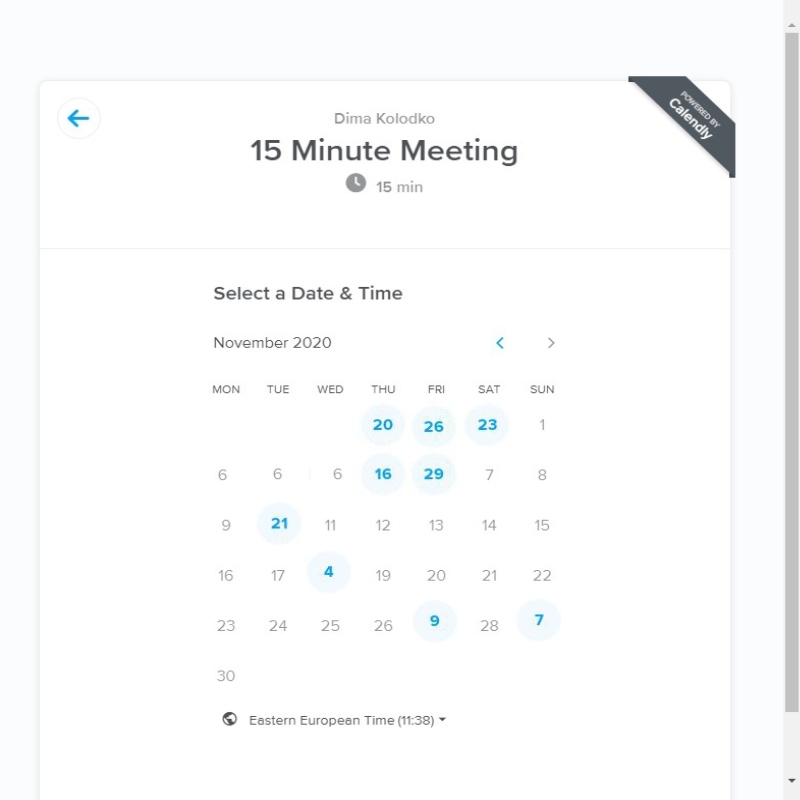 POWERED BY
Calendly
Dima Kolodko
15 Minute Meeting
15 min
Select a Date & Time
November 2020
MON TUE WED THU FRI SAT SUN
20 26 23 1
6 6 6 16 29 7 8
9 21 11 12 13 14 15
16 17 4 19 20 21 22
23 24 25 26 9 28 7
30
Eastern European Time (11:38)